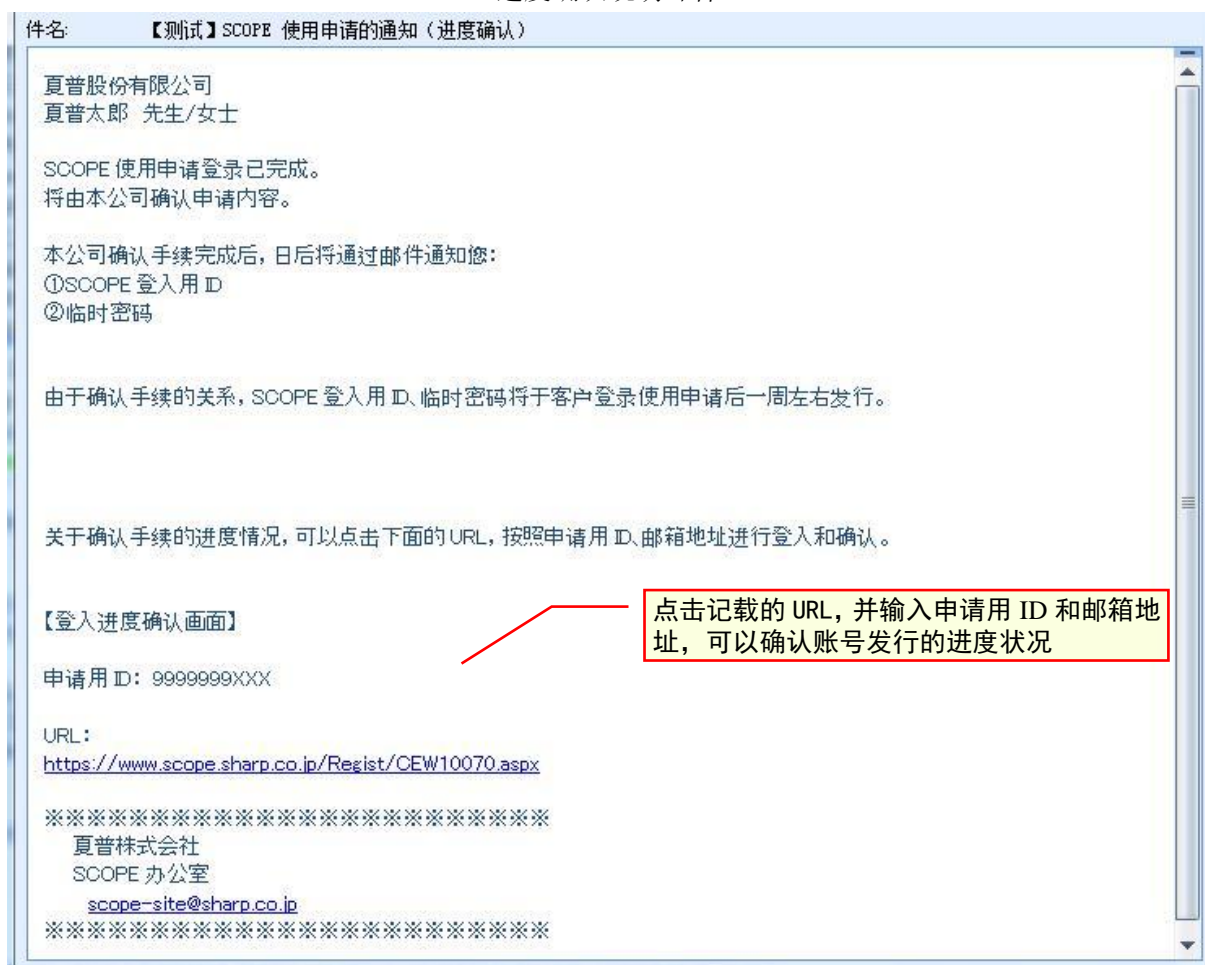 件名: 【测试】SCOPE 使用申请的通知（进度确认）
夏普股份有限公司
夏普太郎 先生/女士
SCOPE 使用申请登录已完成。
将由本公司确认申请内容。
本公司确认手续完成后，日后将通过邮件通知您：
①SCOPE 登入用 ID
②临时密码
由于确认手续的关系，SCOPE 登入用 ID、临时密码将于客户登录使用申请后一周左右发行。
关于确认手续的进度情况，可以点击下面的 URL，按照申请用 ID、邮箱地址进行登入和确认。
点击记载的 URL，并输入申请用 ID 和邮箱地
址，可以确认账号发行的进度状况
【登入进度确认画面】
申请用 ID：9999999XXX
URL：
https://www.scope.sharp.co.jp/Regist/CEW10070.aspx
※※※※※※※※※※※※※※※※※※※※※※※※
夏普株式会社
SCOPE 办公室
scope-site@sharp.co.jp
※※※※※※※※※※※※※※※※※※※※※※※※